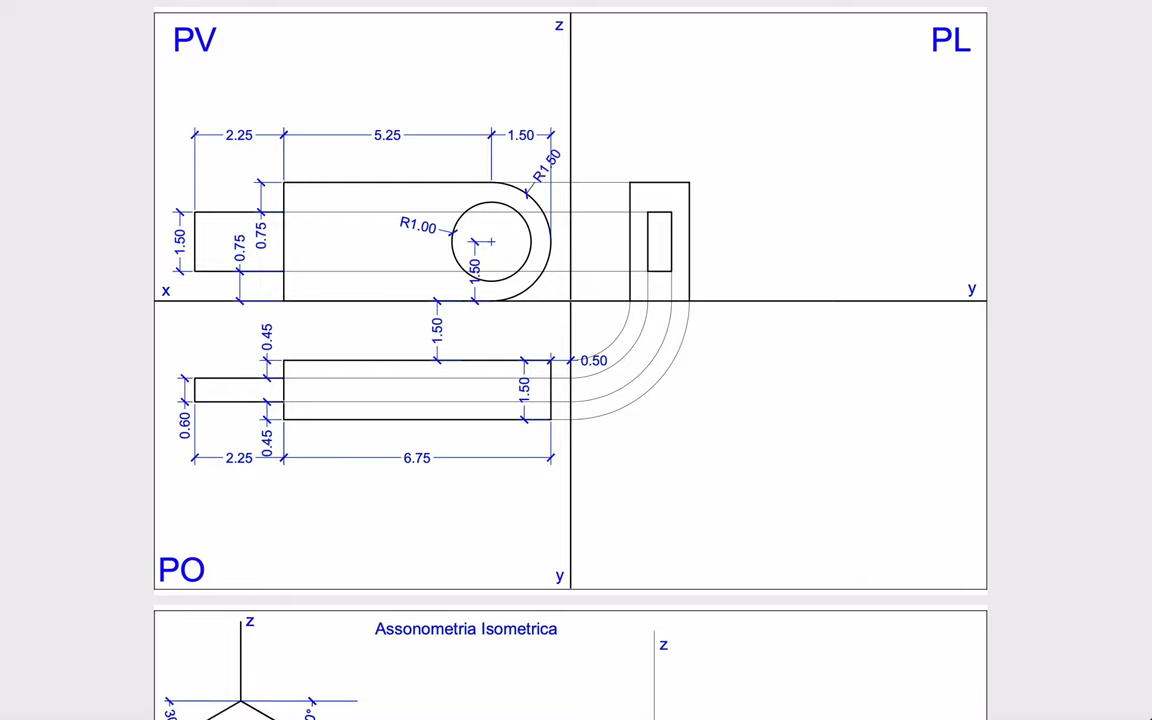 PV
z
PL
2.25
5.25
1.50
R1.50
R1.00
1.50
0.75
0.75
1.50
x
y
1.50
0.45
0.50
1.50
0.60
0.45
2.25
6.75
PO
y
z
Assonometria Isometrica
z